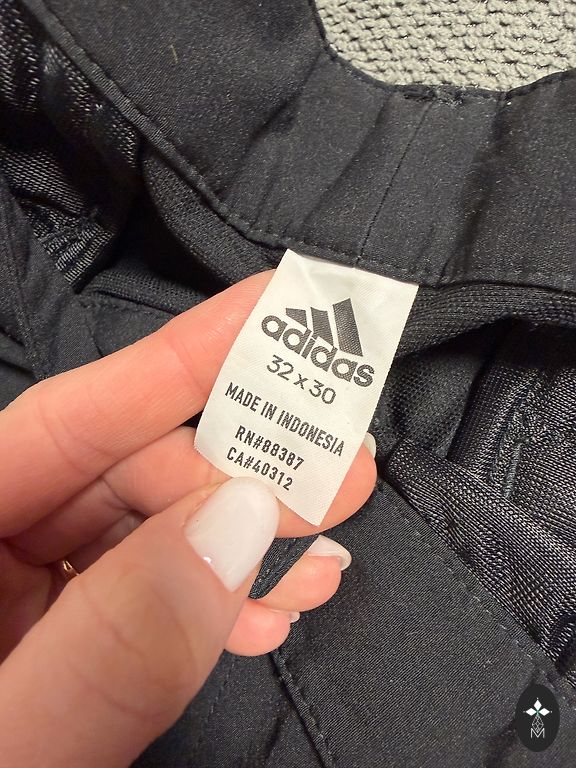 adidas
32 x 30
MADE IN INDONESIA
RN#88387
CA#40312
M